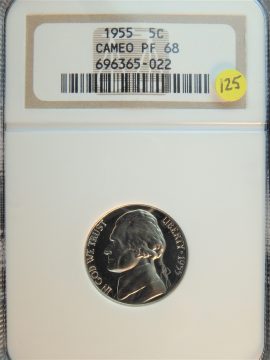 1955 5C
CAMEO PF 68
696365-022
125
IN GOD WE TRUST
LIBERTY 1955